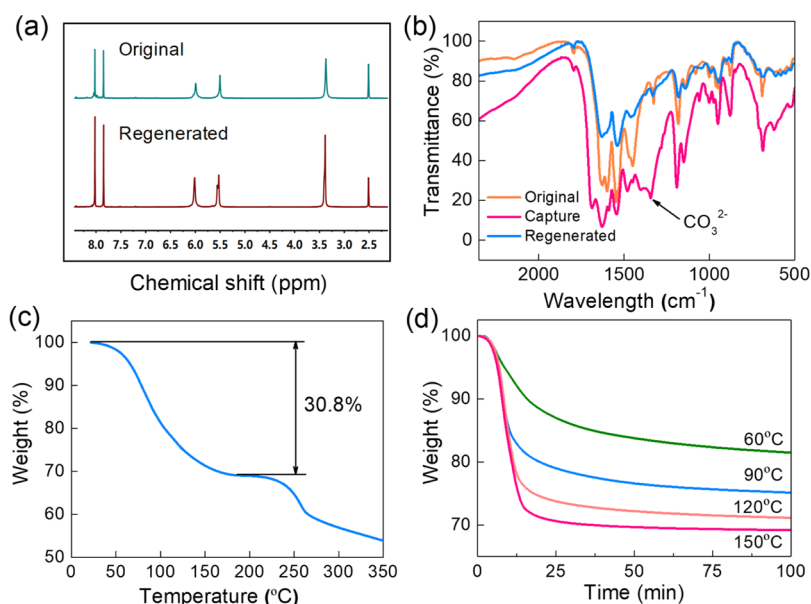 (a)
Original
Regenerated
8.0 7.5 7.0 6.5 6.0 5.5 5.0 4.5 4.0 3.5 3.0 2.5
Chemical shift (ppm)
(b)
Transmittance (%)
100
80
60
40
20
0
Original
Capture
Regenerated
CO₃²⁻
2000 1500 1000 500
Wavelength (cm⁻¹)
(c)
Weight (%)
100
90
80
70
60
50
30.8%
0 50 100 150 200 250 300 350
Temperature (ºC)
(d)
Weight (%)
100
90
80
70
60ºC
90ºC
120ºC
150ºC
0 25 50 75 100
Time (min)